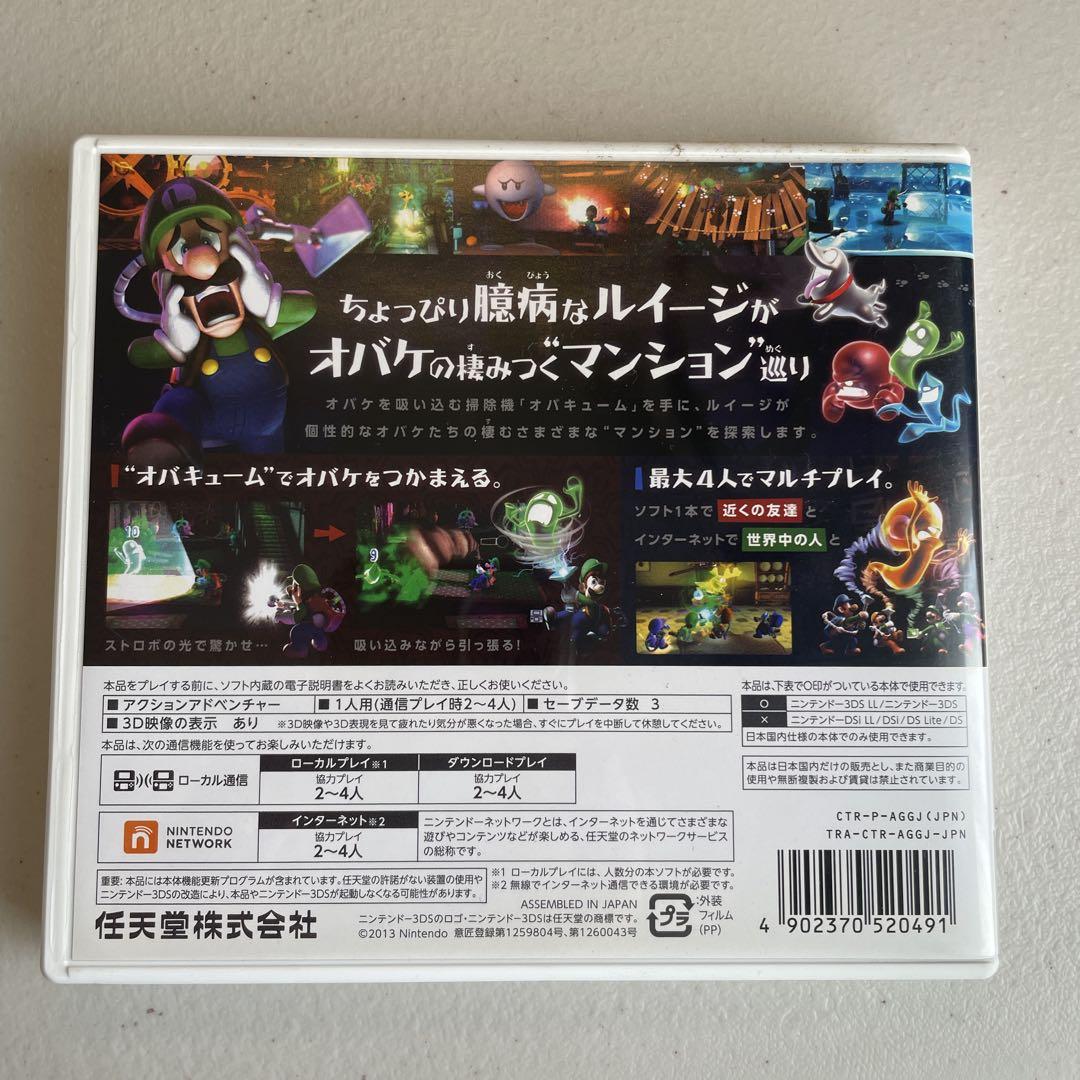 ちょっぴり臆病なルイージが
おく びょう
オバケの棲みつく“マンション”巡り
す めぐ
オバケを吸い込む掃除機「オバキューム」を手に、ルイージが
個性的なオバケたちの棲むさまざまな“マンション”を探索します。
す
“オバキューム”でオバケをつかまえる。
10
9
ストロボの光で驚かせ…
吸い込みながら引っ張る!
最大4人でマルチプレイ。
ソフト1本で 近くの友達 と
インターネットで 世界中の人 と
本品をプレイする前に、ソフト内蔵の電子説明書をよくお読みいただき、正しくお使いください。
■アクションアドベンチャー ■1人用(通信プレイ時2~4人) ■セーブデータ数 3
■3D映像の表示 あり ※3D映像や3D表現を見て疲れたり気分が悪くなった場合、すぐにプレイを中断して休憩してください。
本品は、次の通信機能を使ってお楽しみいただけます。
ローカル通信
ローカルプレイ※1 ダウンロードプレイ
協力プレイ 協力プレイ
2~4人 2~4人
NINTENDO
NETWORK
インターネット※2
協力プレイ
2~4人
ニンテンドーネットワークとは、インターネットを通じてさまざまな
遊びやコンテンツなどが楽しめる、任天堂のネットワークサービス
の総称です。
重要:本品には本体機能更新プログラムが含まれています。任天堂の許諾がない装置の使用や
ニンテンドー3DSの改造により、本品やニンテンドー3DSが起動しなくなる可能性があります。
※1 ローカルプレイには、人数分の本ソフトが必要です。
※2 無線でインターネット通信できる環境が必要です。
任天堂株式会社
ASSEMBLED IN JAPAN
ニンテンドー3DSのロゴ・ニンテンドー3DSは任天堂の商標です。
©2013 Nintendo 意匠登録第1259804号、第1260043号
プラ
:外装
フィルム
(PP)
本品は、下表で○印がついている本体で使用できます。
○ ニンテンドー3DS LL/ニンテンドー3DS
× ニンテンドーDSi LL/DSi/DS Lite/DS
日本国内仕様の本体でのみ使用できます。
本品は日本国内だけの販売とし、また商業目的の
使用や無断複製および賃貸は禁止されています。
CTR-P-AGGJ(JPN)
TRA-CTR-AGGJ-JPN
4 902370 520491